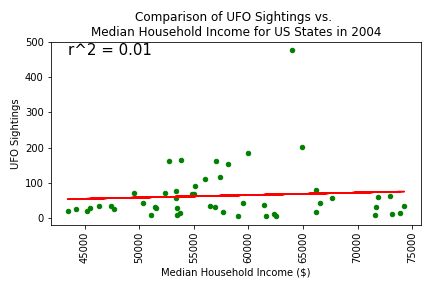 Comparison of UFO Sightings vs.
Median Household Income for US States in 2004
r^2 = 0.01
UFO Sightings
500
400
300
200
100
0
45000
50000
55000
60000
65000
70000
75000
Median Household Income ($)